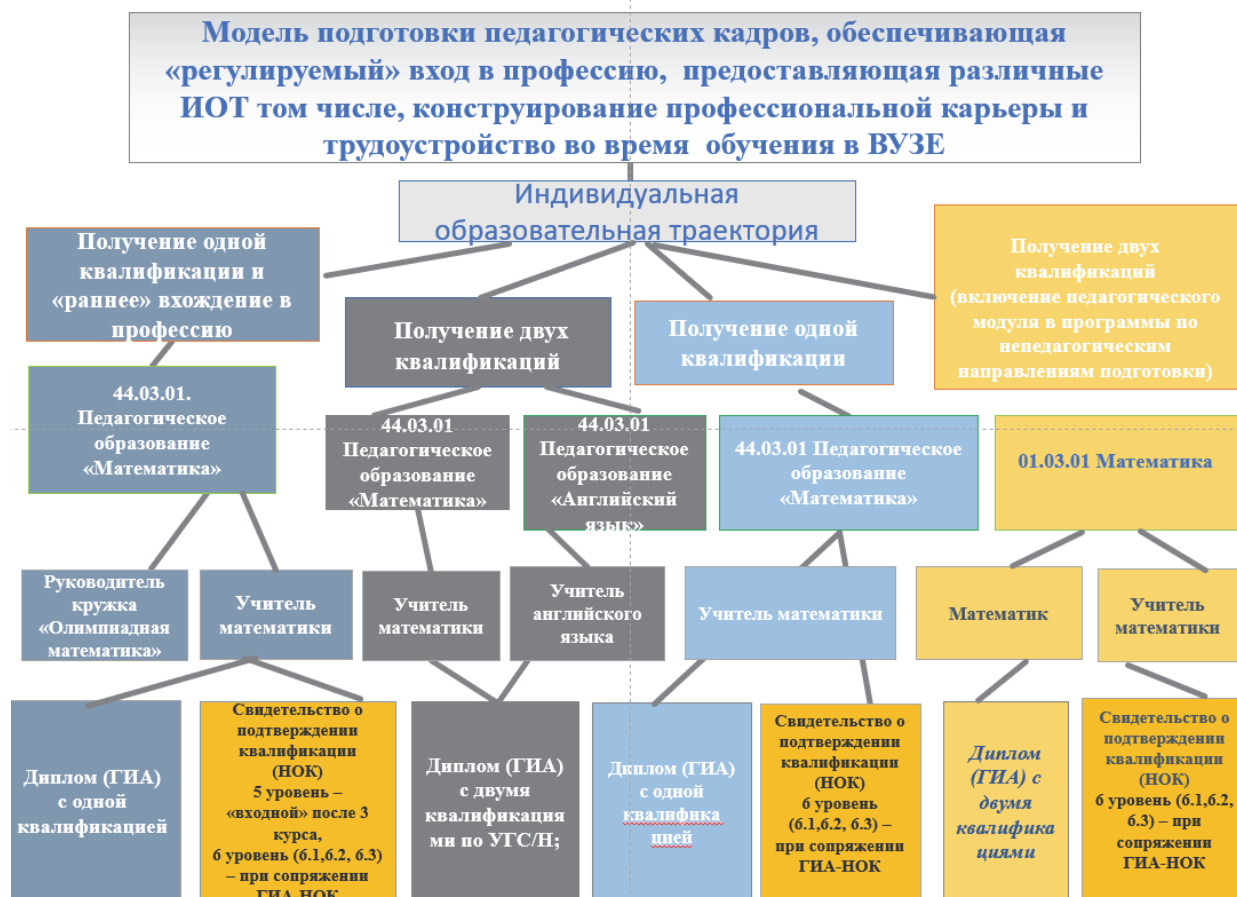 Модель подготовки педагогических кадров, обеспечивающая
«регулируемый» вход в профессию, предоставляющая различные
ИОТ том числе, конструирование профессиональной карьеры и
трудоустройство во время обучения в ВУЗЕ
Индивидуальная
образовательная траектория
Получение одной
квалификации и
«раннее» вхождение в
профессию
Получение двух
квалификаций
Получение одной
квалификации
Получение двух
квалификаций
(включение педагогического
модуля в программы по
непедагогическим
направлениям подготовки)
44.03.01.
Педагогическое
образование
«Математика»
44.03.01
Педагогическое
образование
«Математика»
44.03.01
Педагогическое
образование
«Английский
язык»
44.03.01 Педагогическое
образование
«Математика»
01.03.01 Математика
Руководитель
кружка
«Олимпиадная
математика»
Учитель
математики
Учитель
математики
Учитель
английского
языка
Учитель математики
Математик
Учитель
математики
Диплом (ГИА)
с одной
квалификацией
Свидетельство о
подтверждении
квалификации
(НОК)
5 уровень –
«входной» после 3
курса,
6 уровень (6.1,6.2, 6.3)
– при сопряжении
ГИА-НОК
Диплом (ГИА)
с двумя
квалификация
ми по УГС/Н;
Диплом (ГИА)
с одной
квалифика
цией
Свидетельство о
подтверждении
квалификации
(НОК)
6 уровень
(6.1,6.2, 6.3) –
при сопряжении
ГИА-НОК
Диплом
(ГИА) с
двумя
квалифика
циями
Свидетельство о
подтверждении
квалификации
(НОК)
6 уровень (6.1,6.2,
6.3) – при
сопряжении
ГИА-НОК